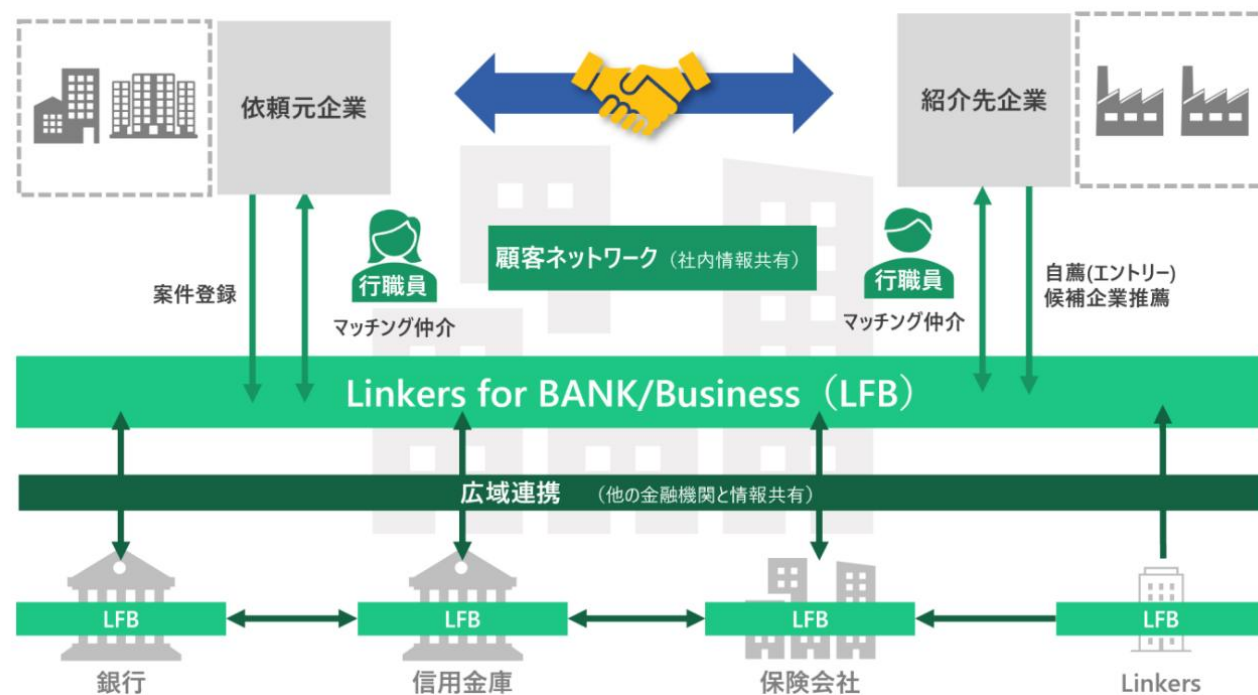 依頼元企業
紹介先企業
顧客ネットワーク（社内情報共有）
行職員
行職員
案件登録
マッチング仲介
マッチング仲介
自薦(エントリー)
候補企業推薦
Linkers for BANK/Business（LFB）
広域連携 （他の金融機関と情報共有）
LFB
LFB
LFB
LFB
銀行
信用金庫
保険会社
Linkers